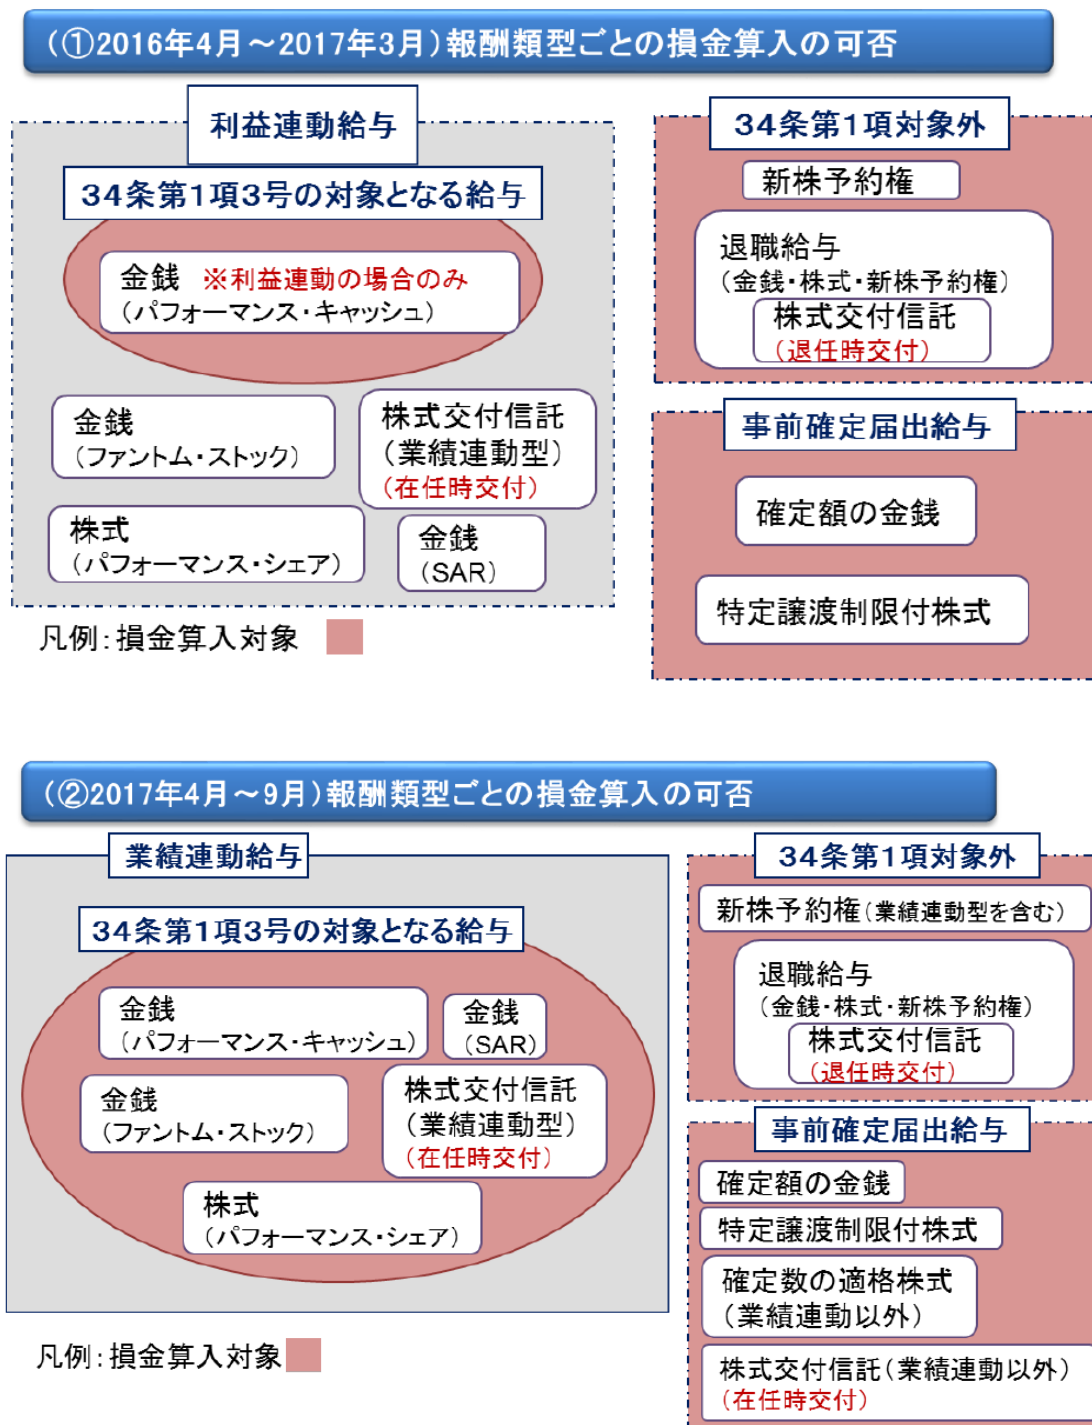 （①2016年4月～2017年3月）報酬類型ごとの損金算入の可否
利益連動給与
34条第1項3号の対象となる給与
金銭　※利益連動の場合のみ
（パフォーマンス・キャッシュ）
金銭
（ファントム・ストック）
株式交付信託
（業績連動型）
（在任時交付）
株式
（パフォーマンス・シェア）
金銭
（SAR）
凡例：損金算入対象
34条第1項対象外
新株予約権
退職給与
（金銭・株式・新株予約権）
株式交付信託
（退任時交付）
事前確定届出給与
確定額の金銭
特定譲渡制限付株式
（②2017年4月～9月）報酬類型ごとの損金算入の可否
業績連動給与
34条第1項3号の対象となる給与
金銭
（パフォーマンス・キャッシュ）
金銭
（SAR）
金銭
（ファントム・ストック）
株式交付信託
（業績連動型）
（在任時交付）
株式
（パフォーマンス・シェア）
凡例：損金算入対象
34条第1項対象外
新株予約権（業績連動型を含む）
退職給与
（金銭・株式・新株予約権）
株式交付信託
（退任時交付）
事前確定届出給与
確定額の金銭
特定譲渡制限付株式
確定数の適格株式
（業績連動以外）
株式交付信託（業績連動以外）
（在任時交付）